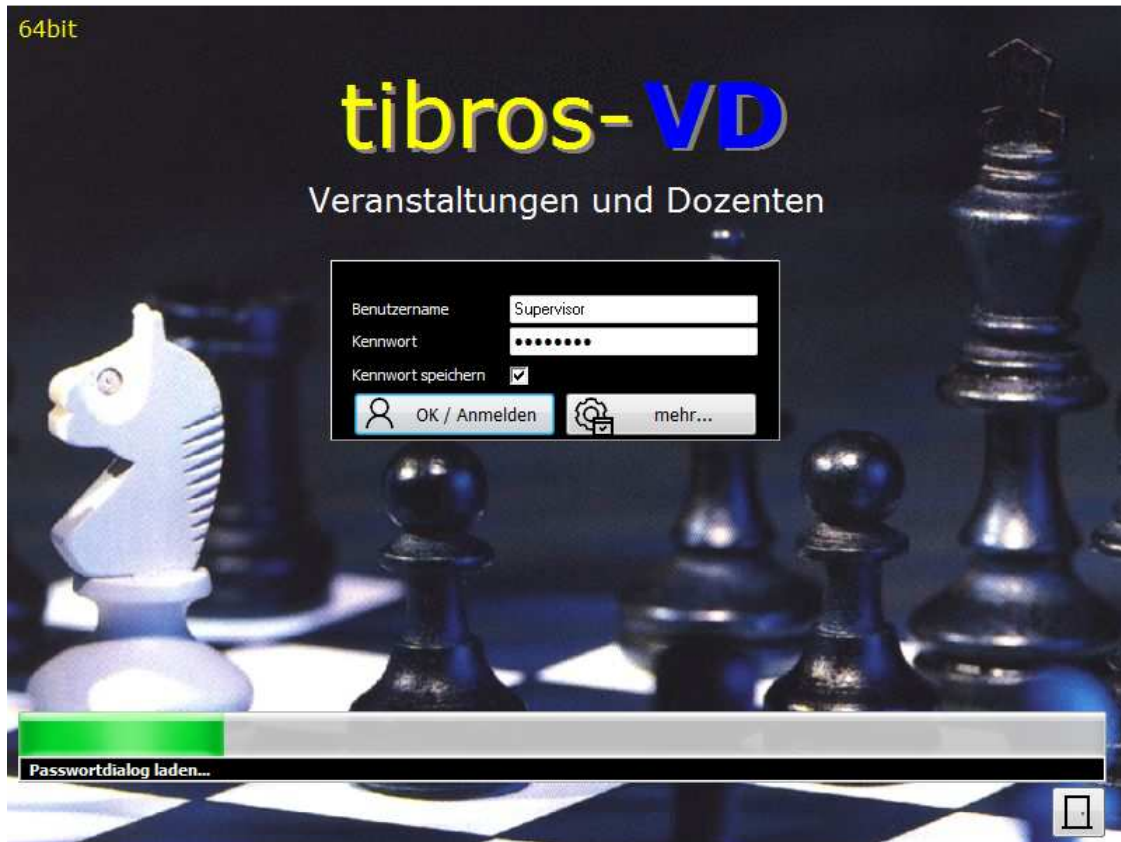 64bit
tibros-VD
Veranstaltungen und Dozenten
Benutzername Supervisor
Kennwort ••••••••
Kennwort speichern
OK / Anmelden mehr...
Passwortdialog laden...